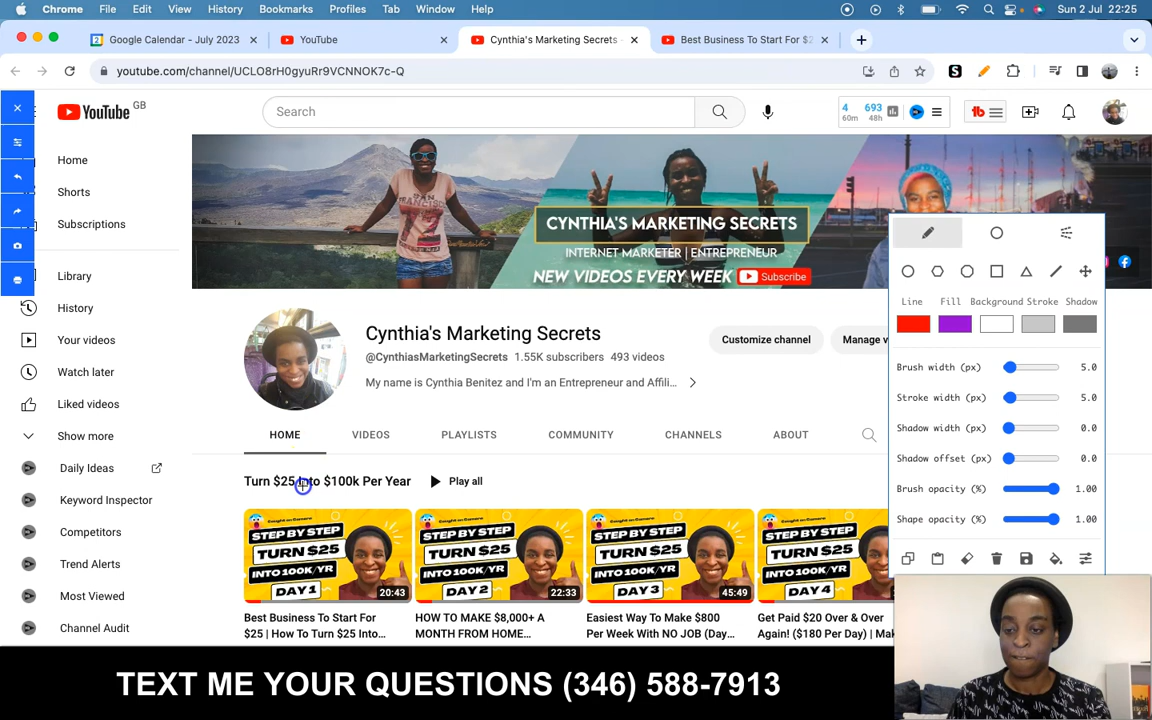 Chrome File Edit View History Bookmarks Profiles Tab Window Help Sun 2 Jul 22:25
Google Calendar - July 2023 YouTube Cynthia's Marketing Secrets - Best Business To Start For $2
youtube.com/channel/UCLO8rH0gyuRr9VCNNOK7c-Q
YouTube GB Search 4 60m 693 48h tb
Home
Shorts
Subscriptions
Library
History
Your videos
Watch later
Liked videos
Show more
Daily Ideas
Keyword Inspector
Competitors
Trend Alerts
Most Viewed
Channel Audit
SAN FRANCISCO
CYNTHIA'S MARKETING SECRETS
INTERNET MARKETER | ENTREPRENEUR
NEW VIDEOS EVERY WEEK Subscribe
Cynthia's Marketing Secrets
@CynthiasMarketingSecrets 1.55K subscribers 493 videos
My name is Cynthia Benitez and I'm an Entrepreneur and Affili...
Customize channel Manage v
HOME VIDEOS PLAYLISTS COMMUNITY CHANNELS ABOUT
Turn $25 Into $100k Per Year Play all
STEP BY STEP
TURN $25
INTO 100K/YR
DAY 1
20:43
STEP BY STEP
TURN $25
INTO 100K/YR
DAY 2
22:33
STEP BY STEP
TURN $25
INTO 100K/YR
DAY 3
45:49
STEP BY STEP
TURN $25
INTO 100K/YR
DAY 4
Best Business To Start For
$25 | How To Turn $25 Into...
HOW TO MAKE $8,000+ A
MONTH FROM HOME...
Easiest Way To Make $800
Per Week With NO JOB (Day...
Get Paid $20 Over & Over
Again! ($180 Per Day) | Mak
Line Fill Background Stroke Shadow
Brush width (px) 5.0
Stroke width (px) 5.0
Shadow width (px) 0.0
Shadow offset (px) 0.0
Brush opacity (%) 1.00
Shape opacity (%) 1.00
TEXT ME YOUR QUESTIONS (346) 588-7913